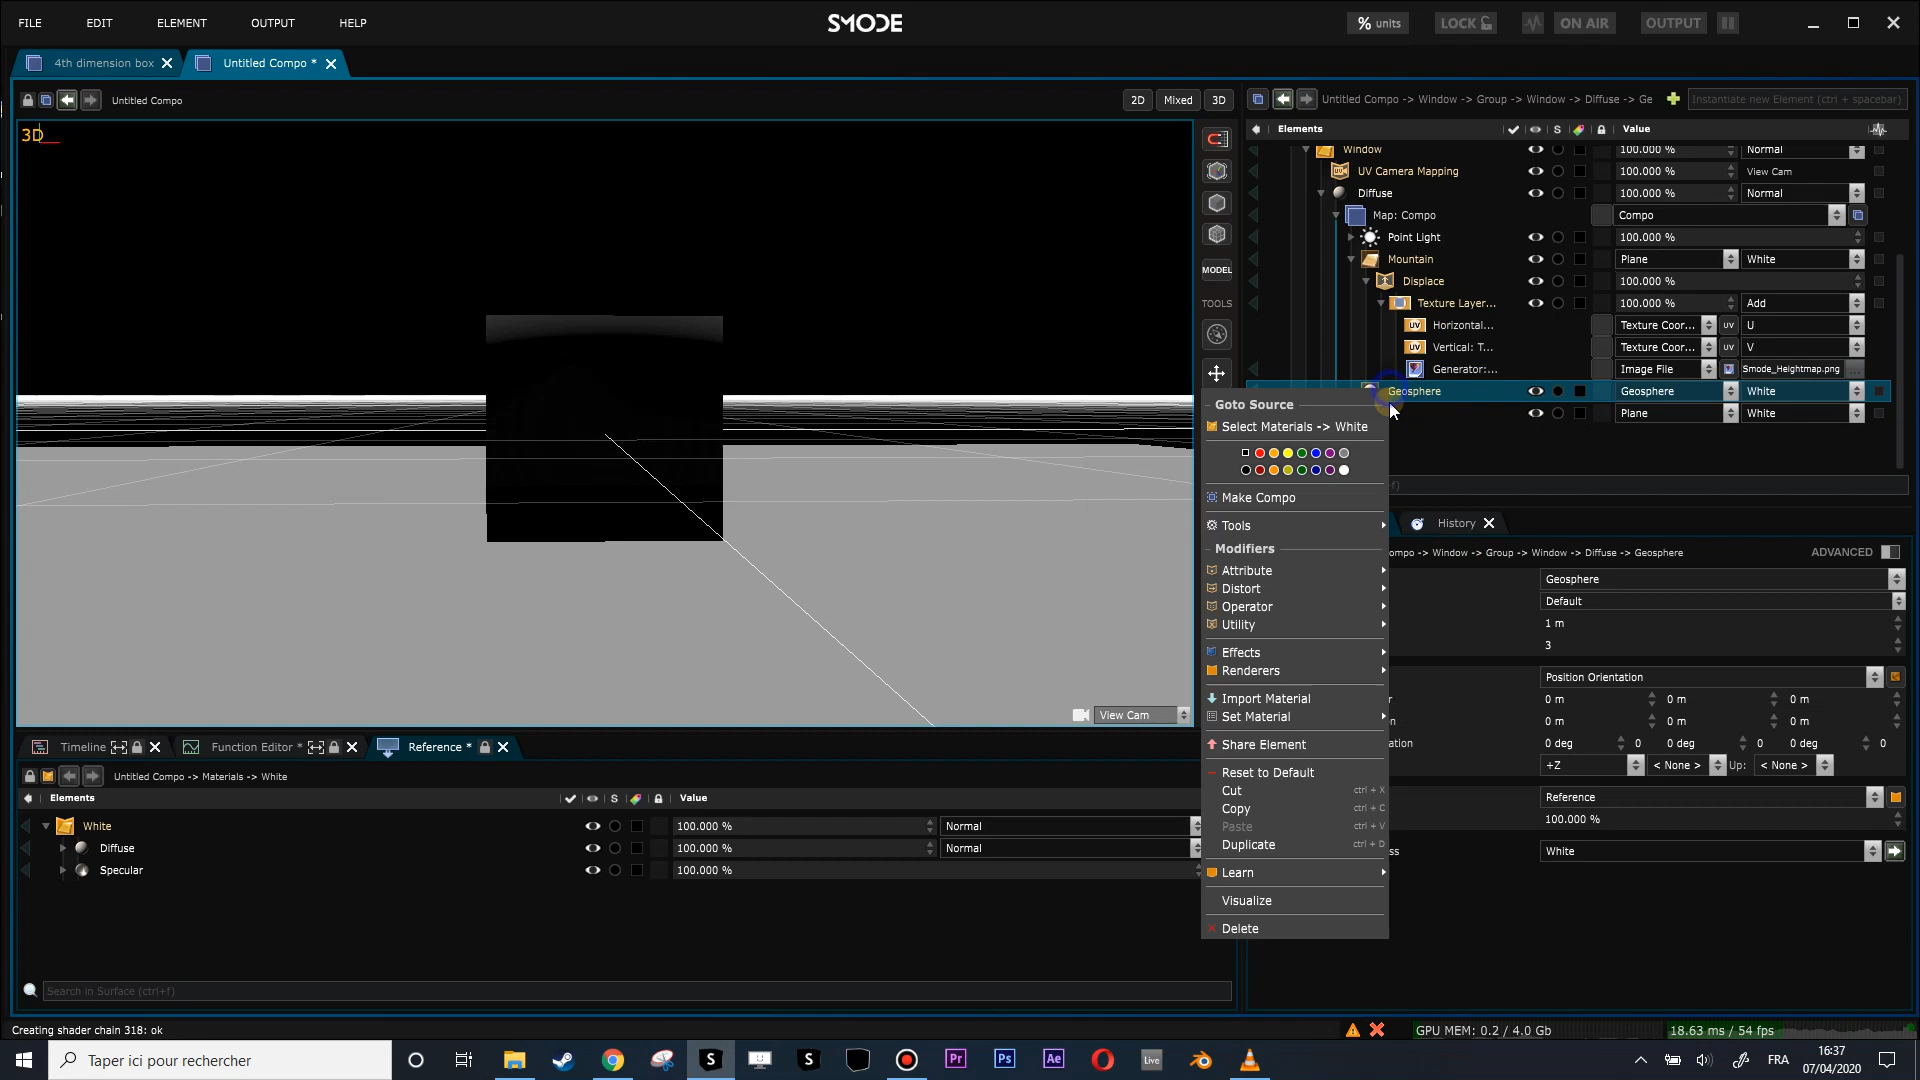 FILE EDIT ELEMENT OUTPUT HELP
SMODE
% units LOCK ON AIR OUTPUT
4th dimension box
Untitled Compo *
Untitled Compo
2D Mixed 3D
3D
View Cam
MODEL
TOOLS
Untitled Compo -> Window -> Group -> Window -> Diffuse -> Ge
Instantiate new Element (ctrl + spacebar)
Elements S Value
Window 100.000 % Normal
UV Camera Mapping 100.000 % View Cam
Diffuse 100.000 % Normal
Map: Compo Compo
Point Light 100.000 %
Mountain Plane White
Displace 100.000 %
Texture Layer... 100.000 % Add
UV Horizontal... Texture Coor... UV U
UV Vertical: T... Texture Coor... UV V
Generator:... Image File Smode_Heightmap.png ...
Geosphere Geosphere White
Plane White
Goto Source
Select Materials -> White
Make Compo
Tools
Modifiers
Attribute
Distort
Operator
Utility
Effects
Renderers
Import Material
Set Material
Share Element
Reset to Default
Cut ctrl + X
Copy ctrl + C
Paste ctrl + V
Duplicate ctrl + D
Learn
Visualize
Delete
History
ompo -> Window -> Group -> Window -> Diffuse -> Geosphere
ADVANCED
Geosphere
Default
1 m
3
Position Orientation
0 m 0 m 0 m
0 m 0 m 0 m
0 deg 0 0 deg 0 0 deg 0
+Z < None > Up: < None >
Reference
100.000 %
White
Timeline
Function Editor *
Reference *
Untitled Compo -> Materials -> White
Elements S Value
White 100.000 % Normal
Diffuse 100.000 % Normal
Specular 100.000 %
Search in Surface (ctrl+f)
Creating shader chain 318: ok
GPU MEM: 0.2 / 4.0 Gb
18.63 ms / 54 fps
Taper ici pour rechercher
S S Pr Ps Ae Live
FRA
16:37
07/04/2020